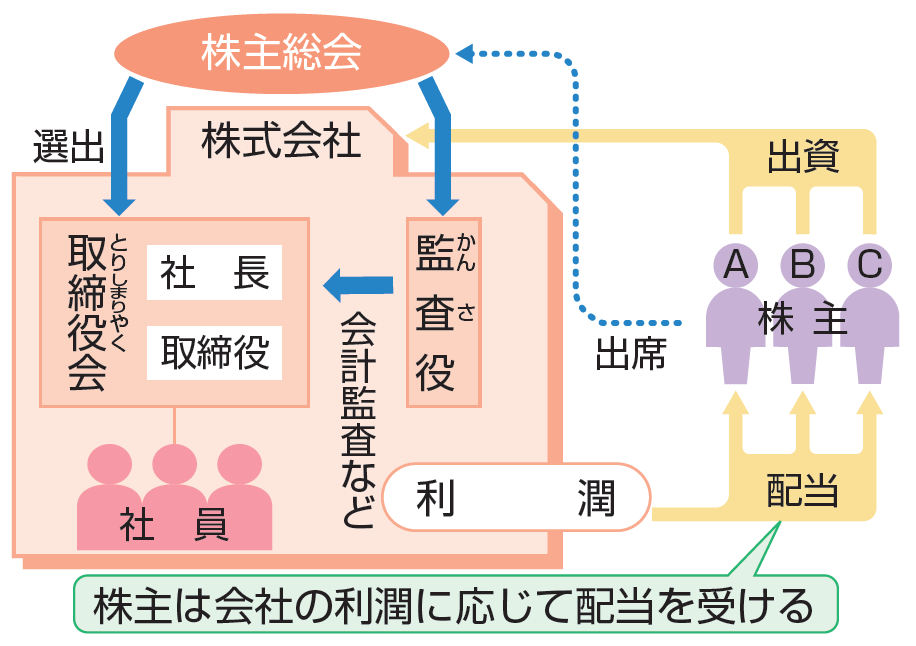 株主総会
選出
株式会社
出資
取締役会
とりしまりやく
社長
取締役
監査役
かんさ
会計監査など
出席
A B C
株主
社員
利潤
配当
株主は会社の利潤に応じて配当を受ける